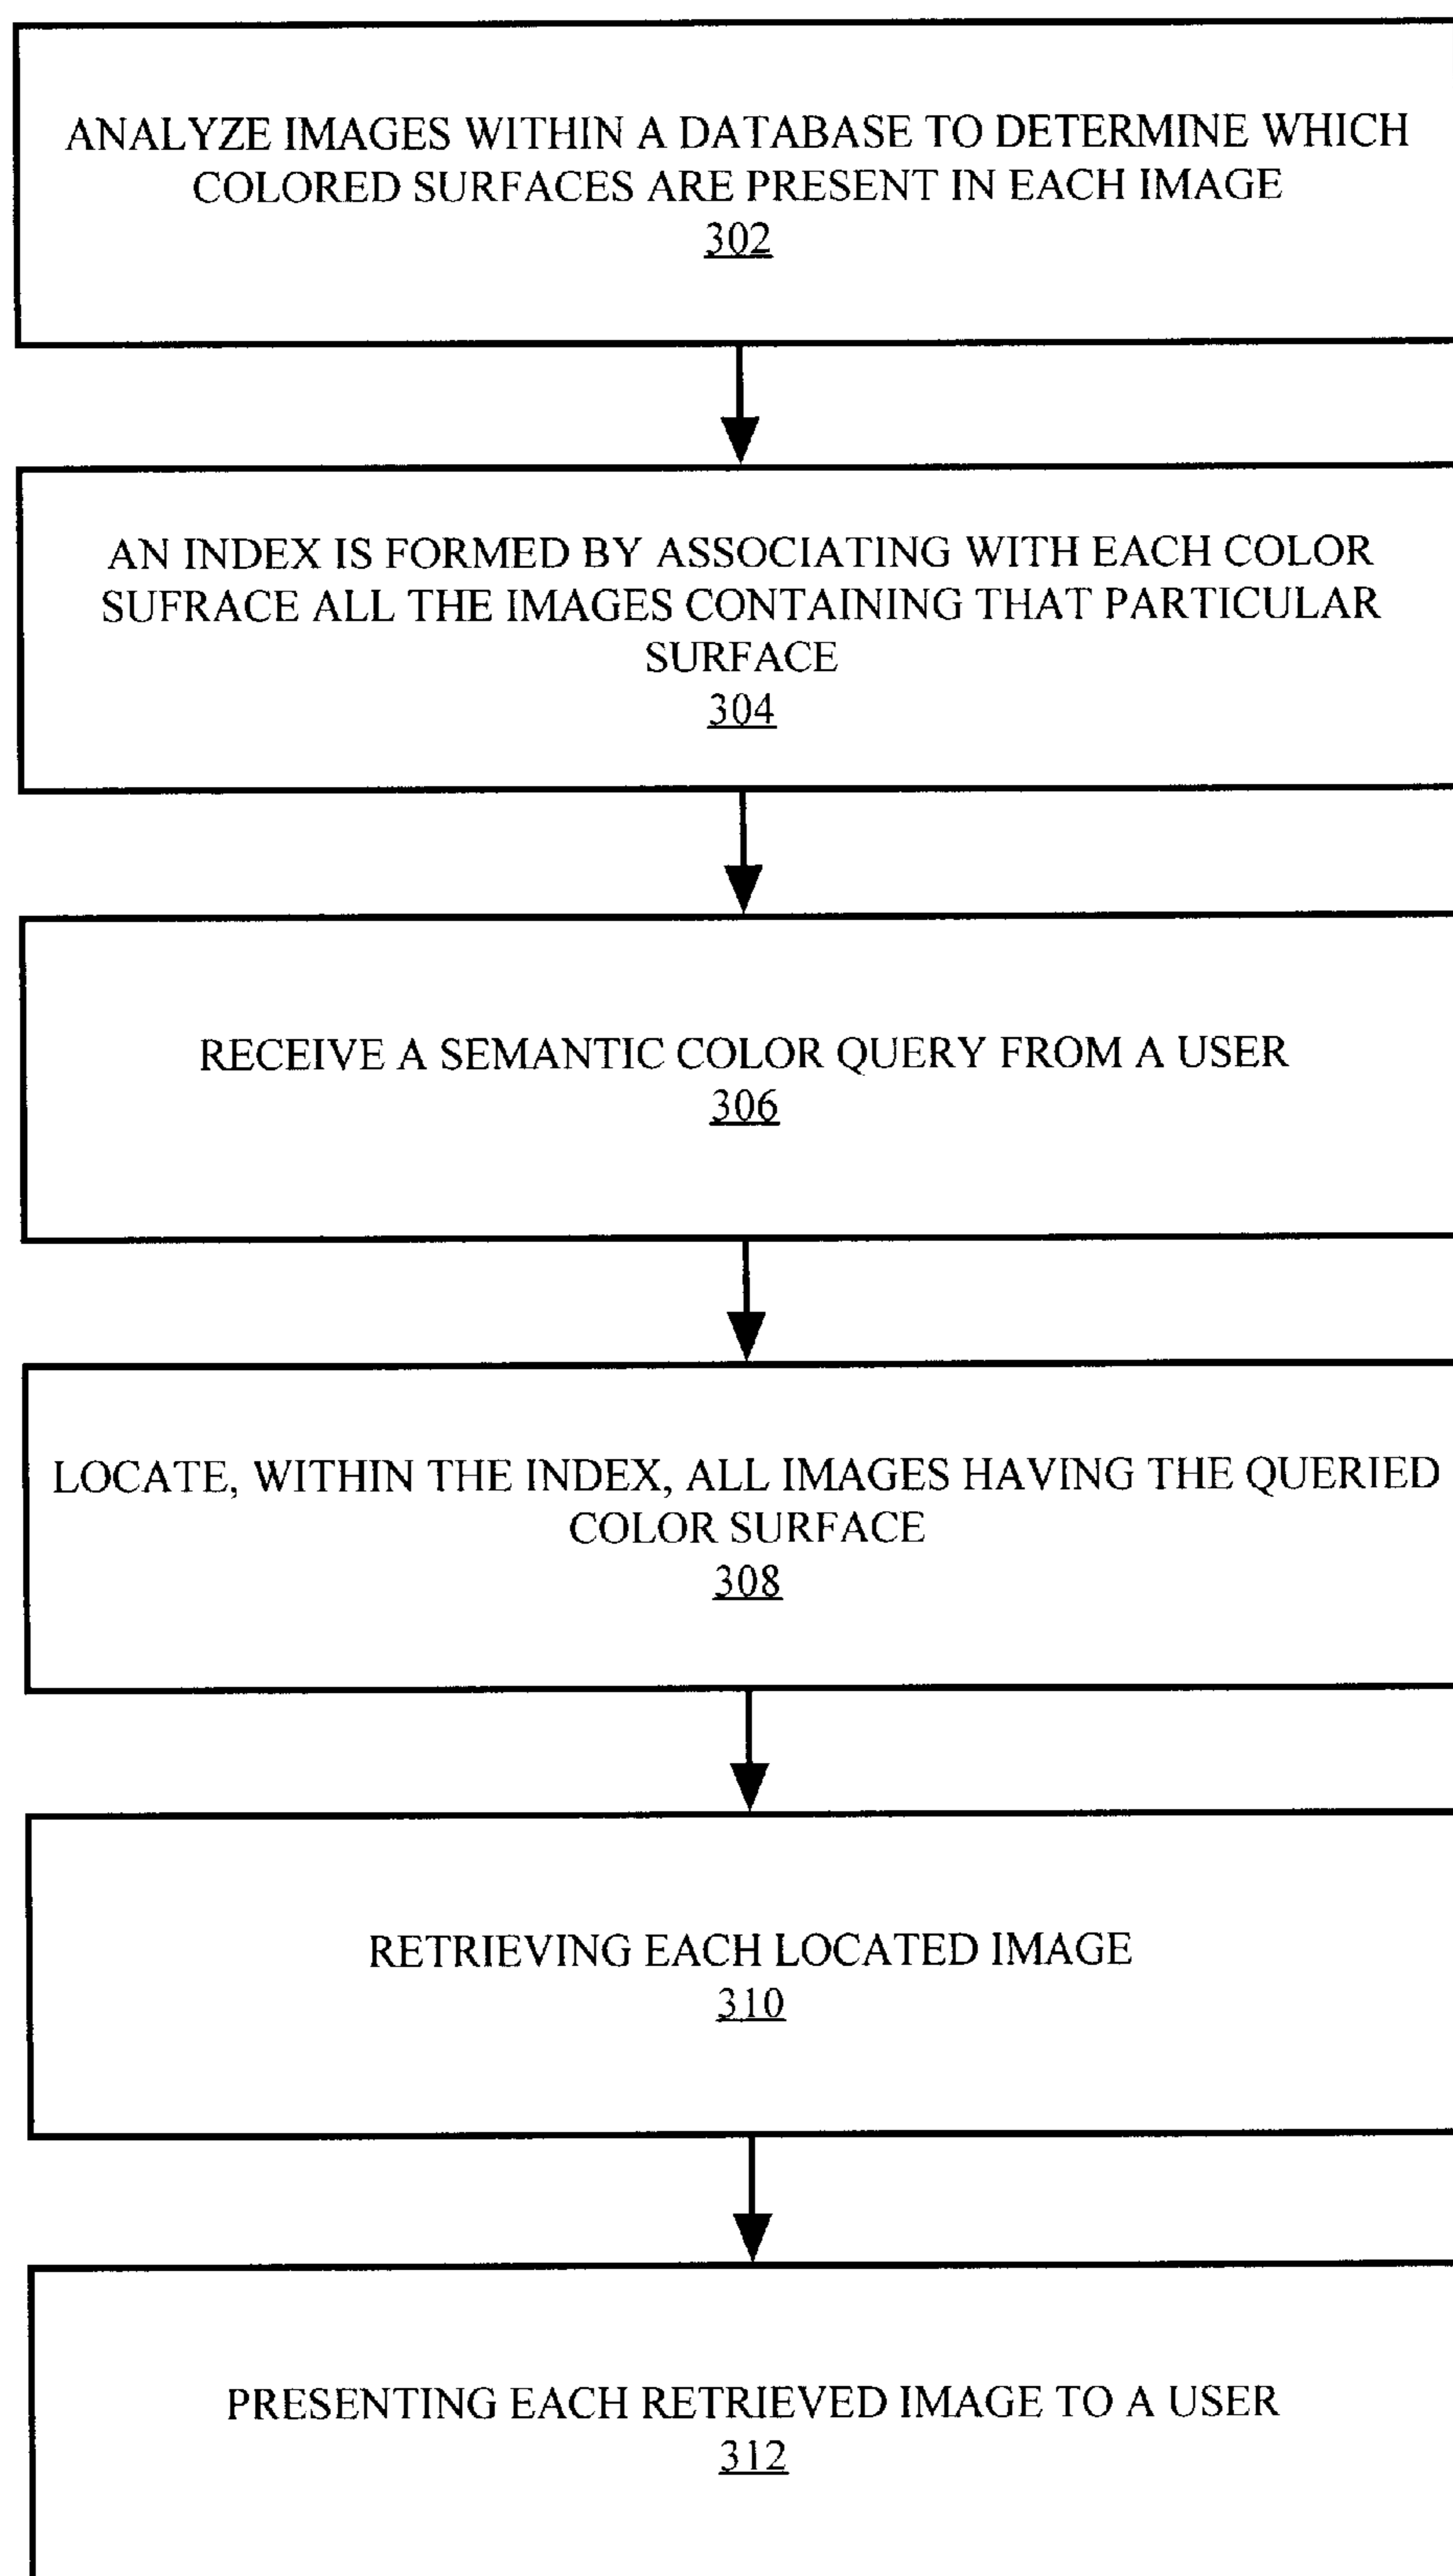 ANALYZE IMAGES WITHIN A DATABASE TO DETERMINE WHICH
COLORED SURFACES ARE PRESENT IN EACH IMAGE
302
AN INDEX IS FORMED BY ASSOCIATING WITH EACH COLOR
SUFRACE ALL THE IMAGES CONTAINING THAT PARTICULAR
SURFACE
304
RECEIVE A SEMANTIC COLOR QUERY FROM A USER
306
LOCATE, WITHIN THE INDEX, ALL IMAGES HAVING THE QUERIED
COLOR SURFACE
308
RETRIEVING EACH LOCATED IMAGE
310
PRESENTING EACH RETRIEVED IMAGE TO A USER
312